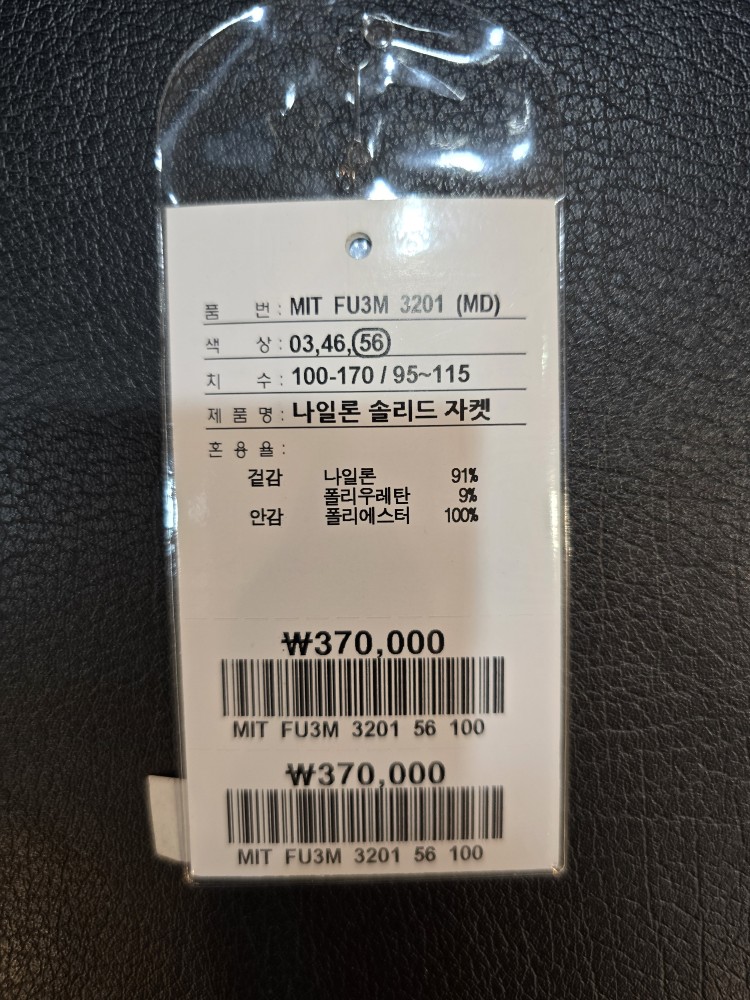 품 번 : MIT FU3M 3201 (MD)
색 상 : 03,46,56
치 수 : 100-170 / 95~115
제 품 명 : 나일론 솔리드 자켓
혼 용 율 :
겉감 나일론 91%
폴리우레탄 9%
안감 폴리에스터 100%
₩370,000
MIT FU3M 3201 56 100
₩370,000
MIT FU3M 3201 56 100